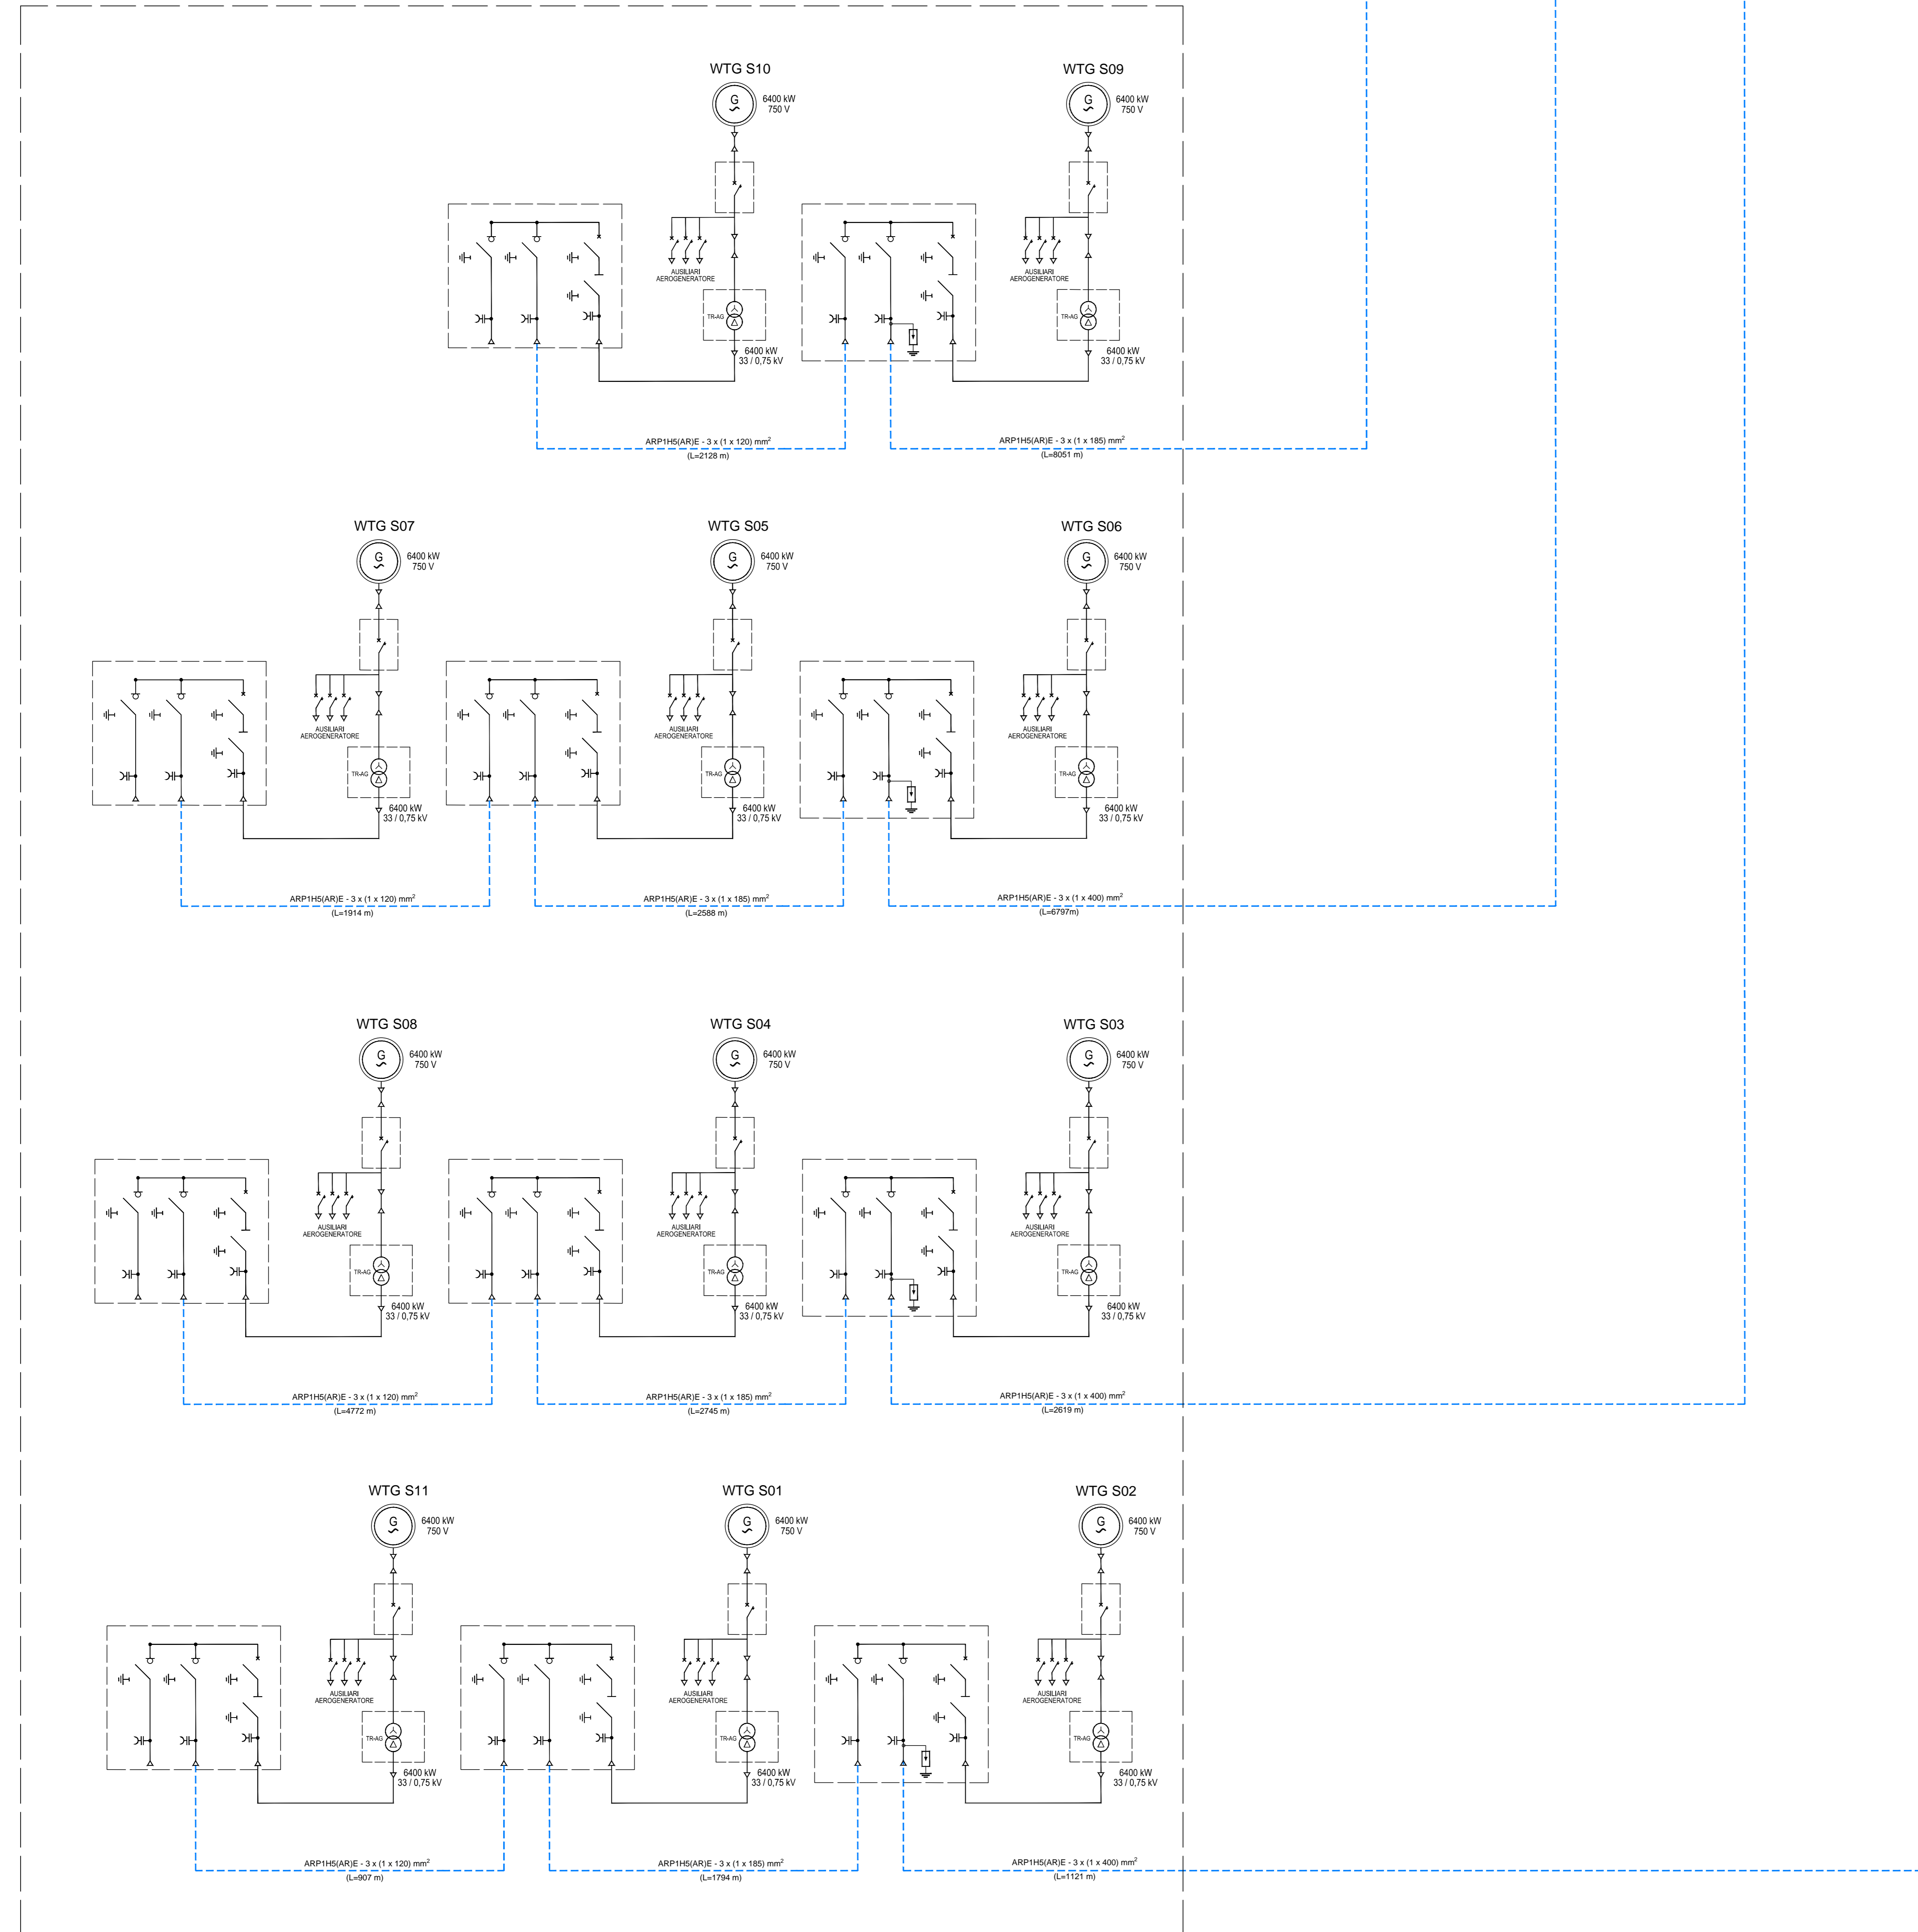 WTG S10
WTG S09
G
6400 kW
750 V
G
6400 kW
750 V
AUSILIARI
AEROGENERATORE
AUSILIARI
AEROGENERATORE
TR-AG
TR-AG
6400 kW
33 / 0,75 kV
6400 kW
33 / 0,75 kV
ARP1H5(AR)E - 3 x (1 x 120) mm²
(L=2128 m)
ARP1H5(AR)E - 3 x (1 x 185) mm²
(L=8051 m)
WTG S07
WTG S05
WTG S06
G
6400 kW
750 V
G
6400 kW
750 V
G
6400 kW
750 V
AUSILIARI
AEROGENERATORE
AUSILIARI
AEROGENERATORE
AUSILIARI
AEROGENERATORE
TR-AG
TR-AG
TR-AG
6400 kW
33 / 0,75 kV
6400 kW
33 / 0,75 kV
6400 kW
33 / 0,75 kV
ARP1H5(AR)E - 3 x (1 x 120) mm²
(L=1914 m)
ARP1H5(AR)E - 3 x (1 x 185) mm²
(L=2588 m)
ARP1H5(AR)E - 3 x (1 x 400) mm²
(L=6797m)
WTG S08
WTG S04
WTG S03
G
6400 kW
750 V
G
6400 kW
750 V
G
6400 kW
750 V
AUSILIARI
AEROGENERATORE
AUSILIARI
AEROGENERATORE
AUSILIARI
AEROGENERATORE
TR-AG
TR-AG
TR-AG
6400 kW
33 / 0,75 kV
6400 kW
33 / 0,75 kV
6400 kW
33 / 0,75 kV
ARP1H5(AR)E - 3 x (1 x 120) mm²
(L=4772 m)
ARP1H5(AR)E - 3 x (1 x 185) mm²
(L=2745 m)
ARP1H5(AR)E - 3 x (1 x 400) mm²
(L=2619 m)
WTG S11
WTG S01
WTG S02
G
6400 kW
750 V
G
6400 kW
750 V
G
6400 kW
750 V
AUSILIARI
AEROGENERATORE
AUSILIARI
AEROGENERATORE
AUSILIARI
AEROGENERATORE
TR-AG
TR-AG
TR-AG
6400 kW
33 / 0,75 kV
6400 kW
33 / 0,75 kV
6400 kW
33 / 0,75 kV
ARP1H5(AR)E - 3 x (1 x 120) mm²
(L=907 m)
ARP1H5(AR)E - 3 x (1 x 185) mm²
(L=1794 m)
ARP1H5(AR)E - 3 x (1 x 400) mm²
(L=1121 m)